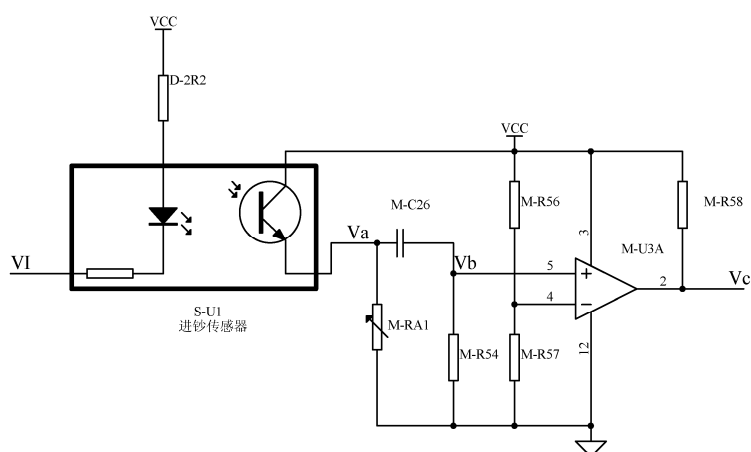 VCC
D-2R2
VCC
M-C26
M-R56
M-R58
Va
3
M-U3A
VI
Vb
5
4
2
Vc
S-U1
进钞传感器
M-RA1
M-R54
M-R57
12